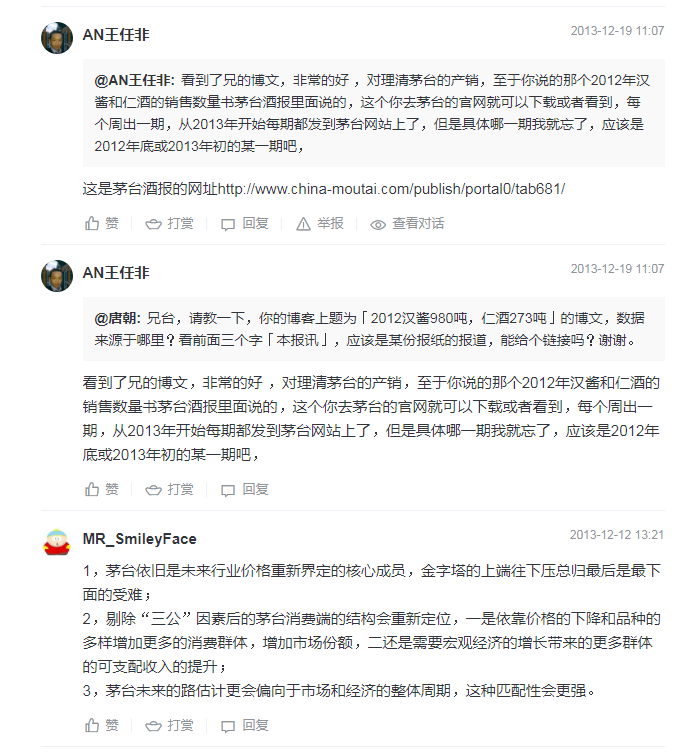 AN王任非
2013-12-19 11:07
@AN王任非: 看到了兄的博文，非常的好 ，对理清茅台的产销，至于你说的那个2012年汉
酱和仁酒的销售数量书茅台酒报里面说的，这个你去茅台的官网就可以下载或者看到，每
个周出一期，从2013年开始每期都发到茅台网站上了，但是具体哪一期我就忘了，应该是
2012年底或2013年初的某一期吧，
这是茅台酒报的网址http://www.china-moutai.com/publish/portal0/tab681/
赞 打赏 回复 举报 查看对话
AN王任非
2013-12-19 11:07
@唐朝: 兄台，请教一下，你的博客上题为「2012汉酱980吨，仁酒273吨」的博文，数据
来源于哪里？看前面三个字「本报讯」，应该是某份报纸的报道，能给个链接吗？谢谢。
看到了兄的博文，非常的好 ，对理清茅台的产销，至于你说的那个2012年汉酱和仁酒的
销售数量书茅台酒报里面说的，这个你去茅台的官网就可以下载或者看到，每个周出一
期，从2013年开始每期都发到茅台网站上了，但是具体哪一期我就忘了，应该是2012年
底或2013年初的某一期吧，
赞 打赏 回复
MR_SmileyFace
2013-12-12 13:21
1，茅台依旧是未来行业价格重新界定的核心成员，金字塔的上端往下压总归最后是最下
面的受难；
2，剔除“三公”因素后的茅台消费端的结构会重新定位，一是依靠价格的下降和品种的
多样增加更多的消费群体，增加市场份额，二还是需要宏观经济的增长带来的更多群体
的可支配收入的提升；
3，茅台未来的路估计更会偏向于市场和经济的整体周期，这种匹配性会更强。
赞 打赏 回复